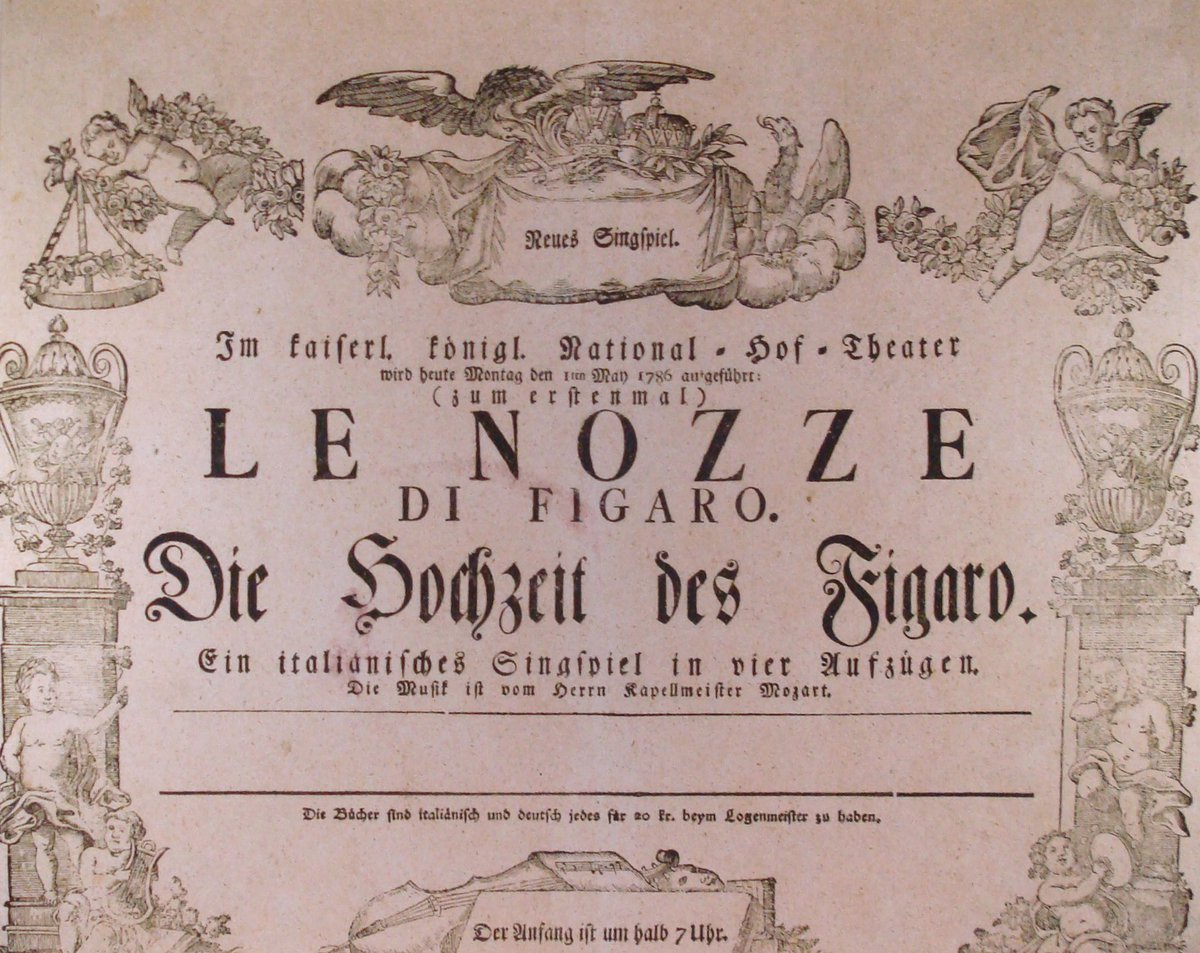 Neues Singſpiel.
Im kaiſerl. königl. National-Hof-Theater
wird heute Montag den 1ten May 1786 aufgeführt:
(zum erſtenmal)
LE NOZZE
DI FIGARO.
Die Hochzeit des Figaro.
Ein italiäniſches Singſpiel in vier Aufzügen.
Die Muſik iſt vom Herrn Kapellmeiſter Mozart.
Die Bücher ſind italiäniſch und deutſch jedes für 20 kr. beym Logenmeiſter zu haben.
Der Anfang iſt um halb 7 Uhr.